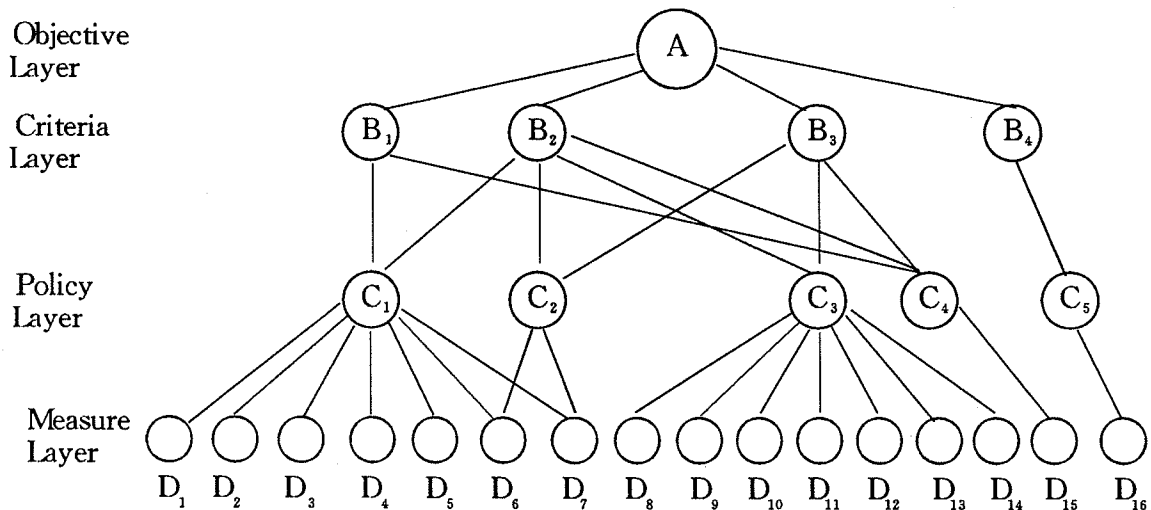 Objective
Layer
A
Criteria
Layer
B₁ B₂ B₃ B₄
Policy
Layer
C₁ C₂ C₃ C₄ C₅
Measure
Layer
D₁ D₂ D₃ D₄ D₅ D₆ D₇ D₈ D₉ D₁₀ D₁₁ D₁₂ D₁₃ D₁₄ D₁₅ D₁₆